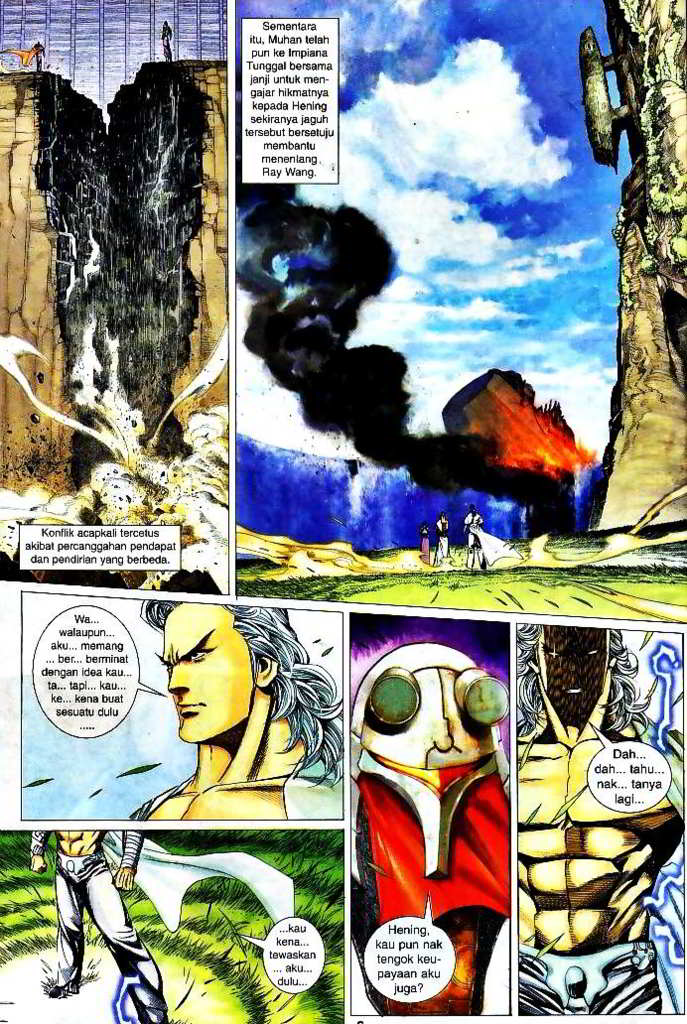 Sementara
itu, Muhan telah
pun ke Impiana
Tunggal bersama
janji untuk men-
gajar hikmatnya
kepada Hening
sekiranya jaguh
tersebut bersetuju
membantu
menentang
Ray Wang.
Konflik acapkali tercetus
akibat percanggahan pendapat
dan pendirian yang berbeda.
Wa...
walaupun...
aku... memang
... ber... berminat
dengan idea kau...
ta... tapi... kau...
ke... kena buat
sesuatu dulu
.....
...kau
kena...
tewaskan
... aku...
dulu...
Hening,
kau pun nak
tengok keu-
payaan aku
juga?
Dah...
dah... tahu...
nak... tanya
lagi...